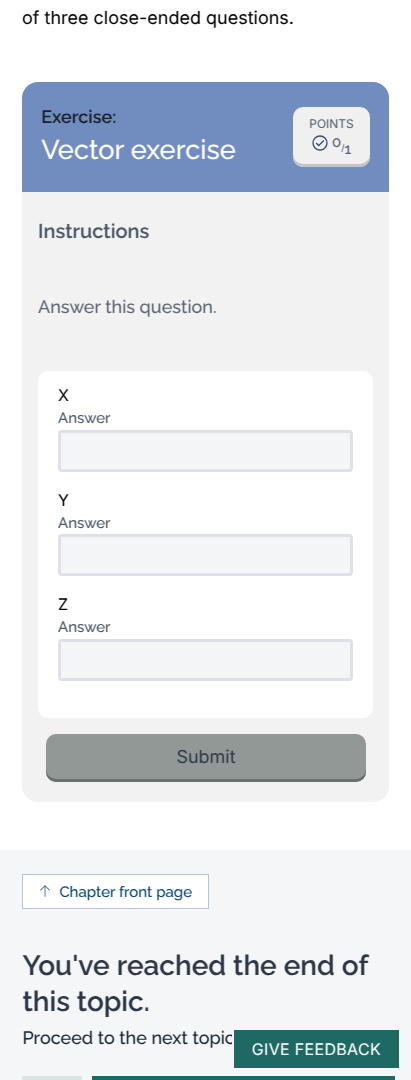 of three close-ended questions.
Exercise:
Vector exercise
POINTS
0/1
Instructions
Answer this question.
X
Answer
Y
Answer
Z
Answer
Submit
↑ Chapter front page
You've reached the end of
this topic.
Proceed to the next topic
GIVE FEEDBACK